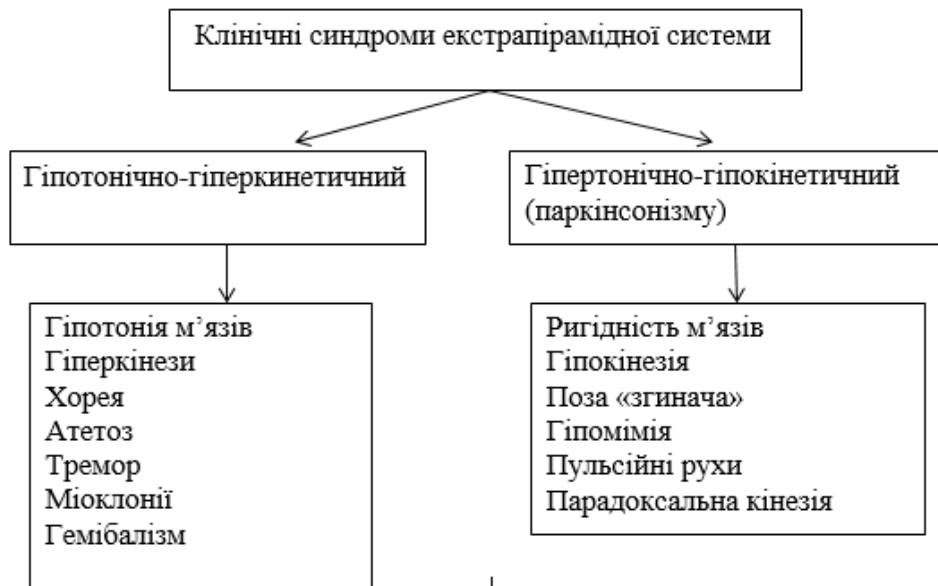 Клінічні синдроми екстрапірамідної системи
Гіпотонічно-гіперкинетичний
Гіпертонічно-гіпокінетичний
(паркінсонізму)
Гіпотонія м’язів
Гіперкінези
Хорея
Атетоз
Тремор
Міоклонії
Гемібалізм
Ригідність м’язів
Гіпокінезія
Поза «згинача»
Гіпомімія
Пульсійні рухи
Парадоксальна кінезія